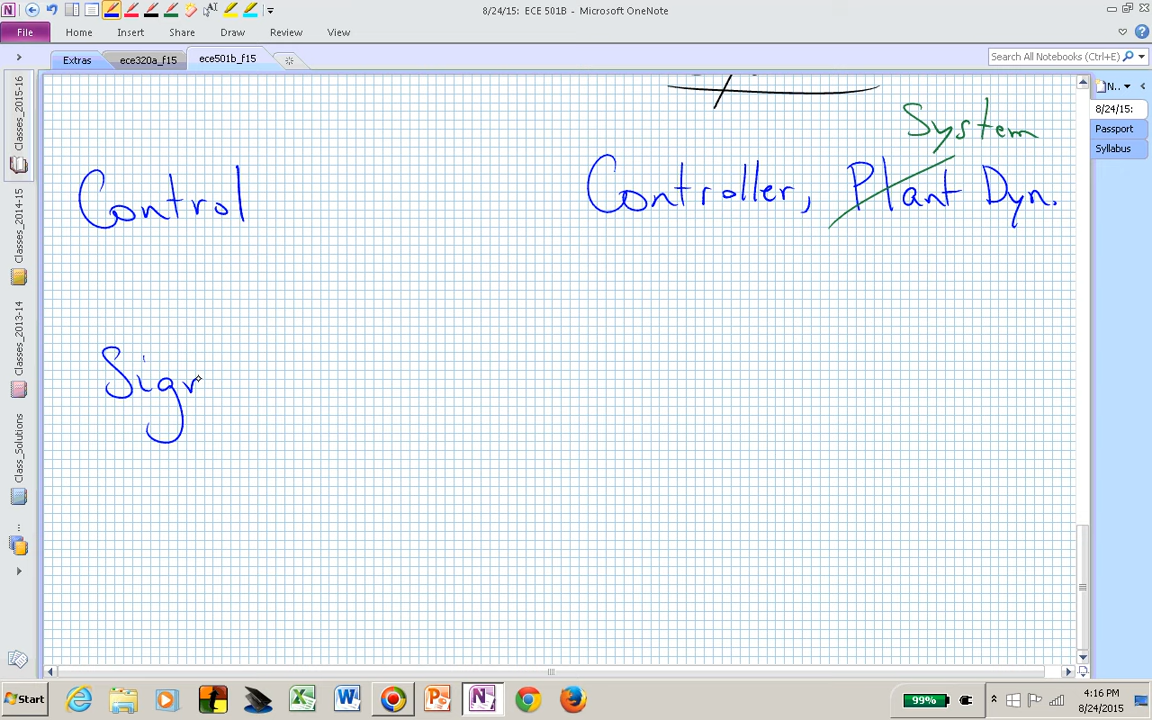 8/24/15: ECE 501B - Microsoft OneNote
File Home Insert Share Draw Review View
Extras ece320a_f15 ece501b_f15
Search All Notebooks (Ctrl+E)
N..
8/24/15:
Passport
Syllabus
Classes_2015-16
Classes_2014-15
Classes_2013-14
Class_Solutions
System
Control Controller, Plant Dyn.
Sig
Start
99%
4:16 PM
8/24/2015